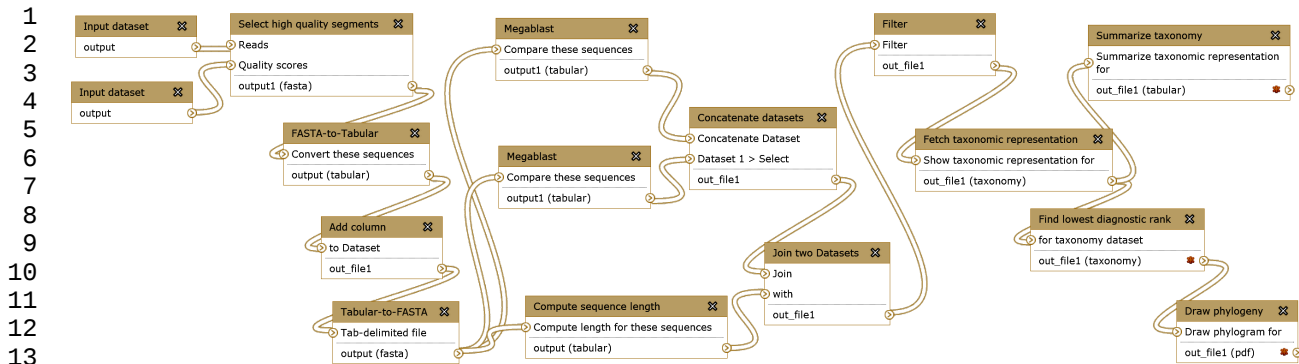 1
2
3
4
5
6
7
8
9
10
11
12
13
Input dataset
output
Input dataset
output
Select high quality segments
Reads
Quality scores
output1 (fasta)
FASTA-to-Tabular
Convert these sequences
output (tabular)
Add column
to Dataset
out_file1
Tabular-to-FASTA
Tab-delimited file
output (fasta)
Megablast
Compare these sequences
output1 (tabular)
Megablast
Compare these sequences
output1 (tabular)
Compute sequence length
Compute length for these sequences
output (tabular)
Concatenate datasets
Concatenate Dataset
Dataset 1 > Select
out_file1
Join two Datasets
Join
with
out_file1
Filter
Filter
out_file1
Fetch taxonomic representation
Show taxonomic representation for
out_file1 (taxonomy)
Summarize taxonomy
Summarize taxonomic representation
for
out_file1 (tabular)
Find lowest diagnostic rank
for taxonomy dataset
out_file1 (taxonomy)
Draw phylogeny
Draw phylogram for
out_file1 (pdf)